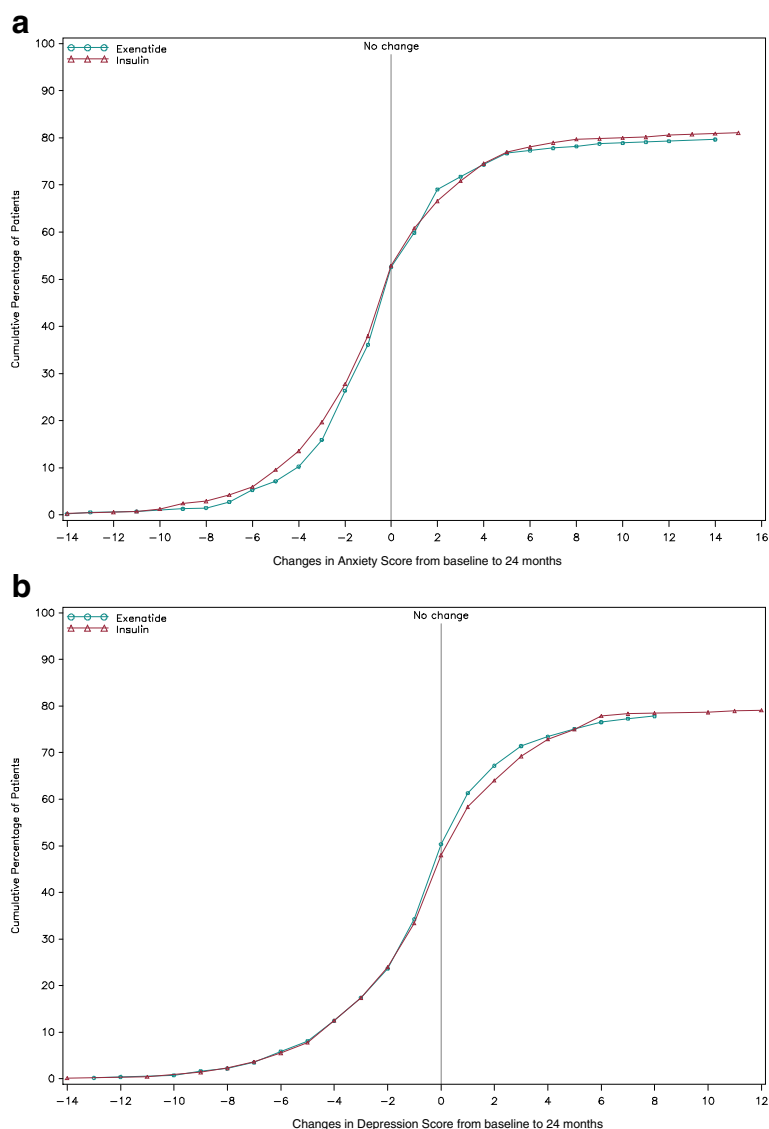 a
No change
Exenatide
Insulin
100
90
80
70
60
50
40
30
20
10
0
Cumulative Percentage of Patients
−14 −12 −10 −8 −6 −4 −2 0 2 4 6 8 10 12 14 16
Changes in Anxiety Score from baseline to 24 months
b
No change
Exenatide
Insulin
100
90
80
70
60
50
40
30
20
10
0
Cumulative Percentage of Patients
−14 −12 −10 −8 −6 −4 −2 0 2 4 6 8 10 12
Changes in Depression Score from baseline to 24 months